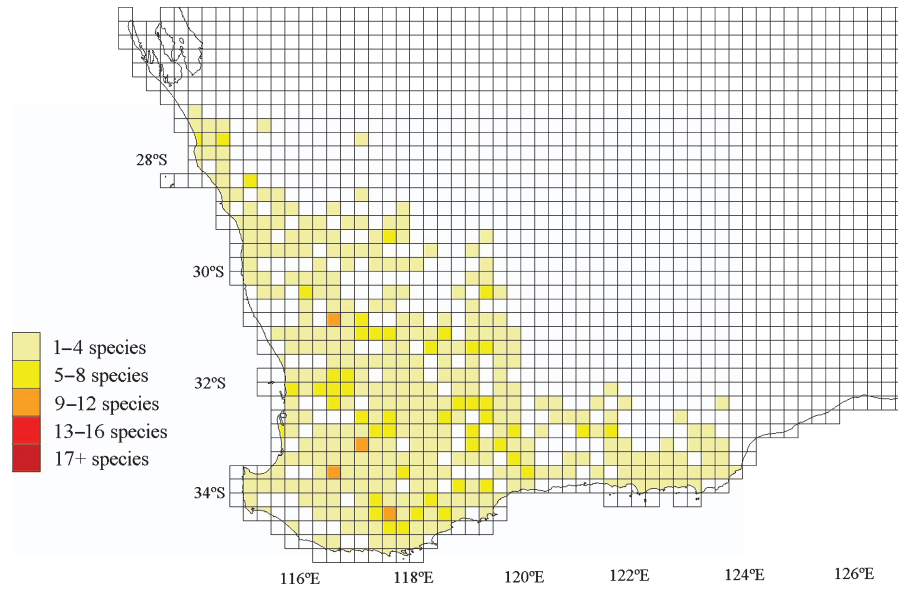 28ºS
30ºS
32ºS
34ºS
1–4 species
5–8 species
9–12 species
13–16 species
17+ species
116ºE
118ºE
120ºE
122ºE
124ºE
126ºE